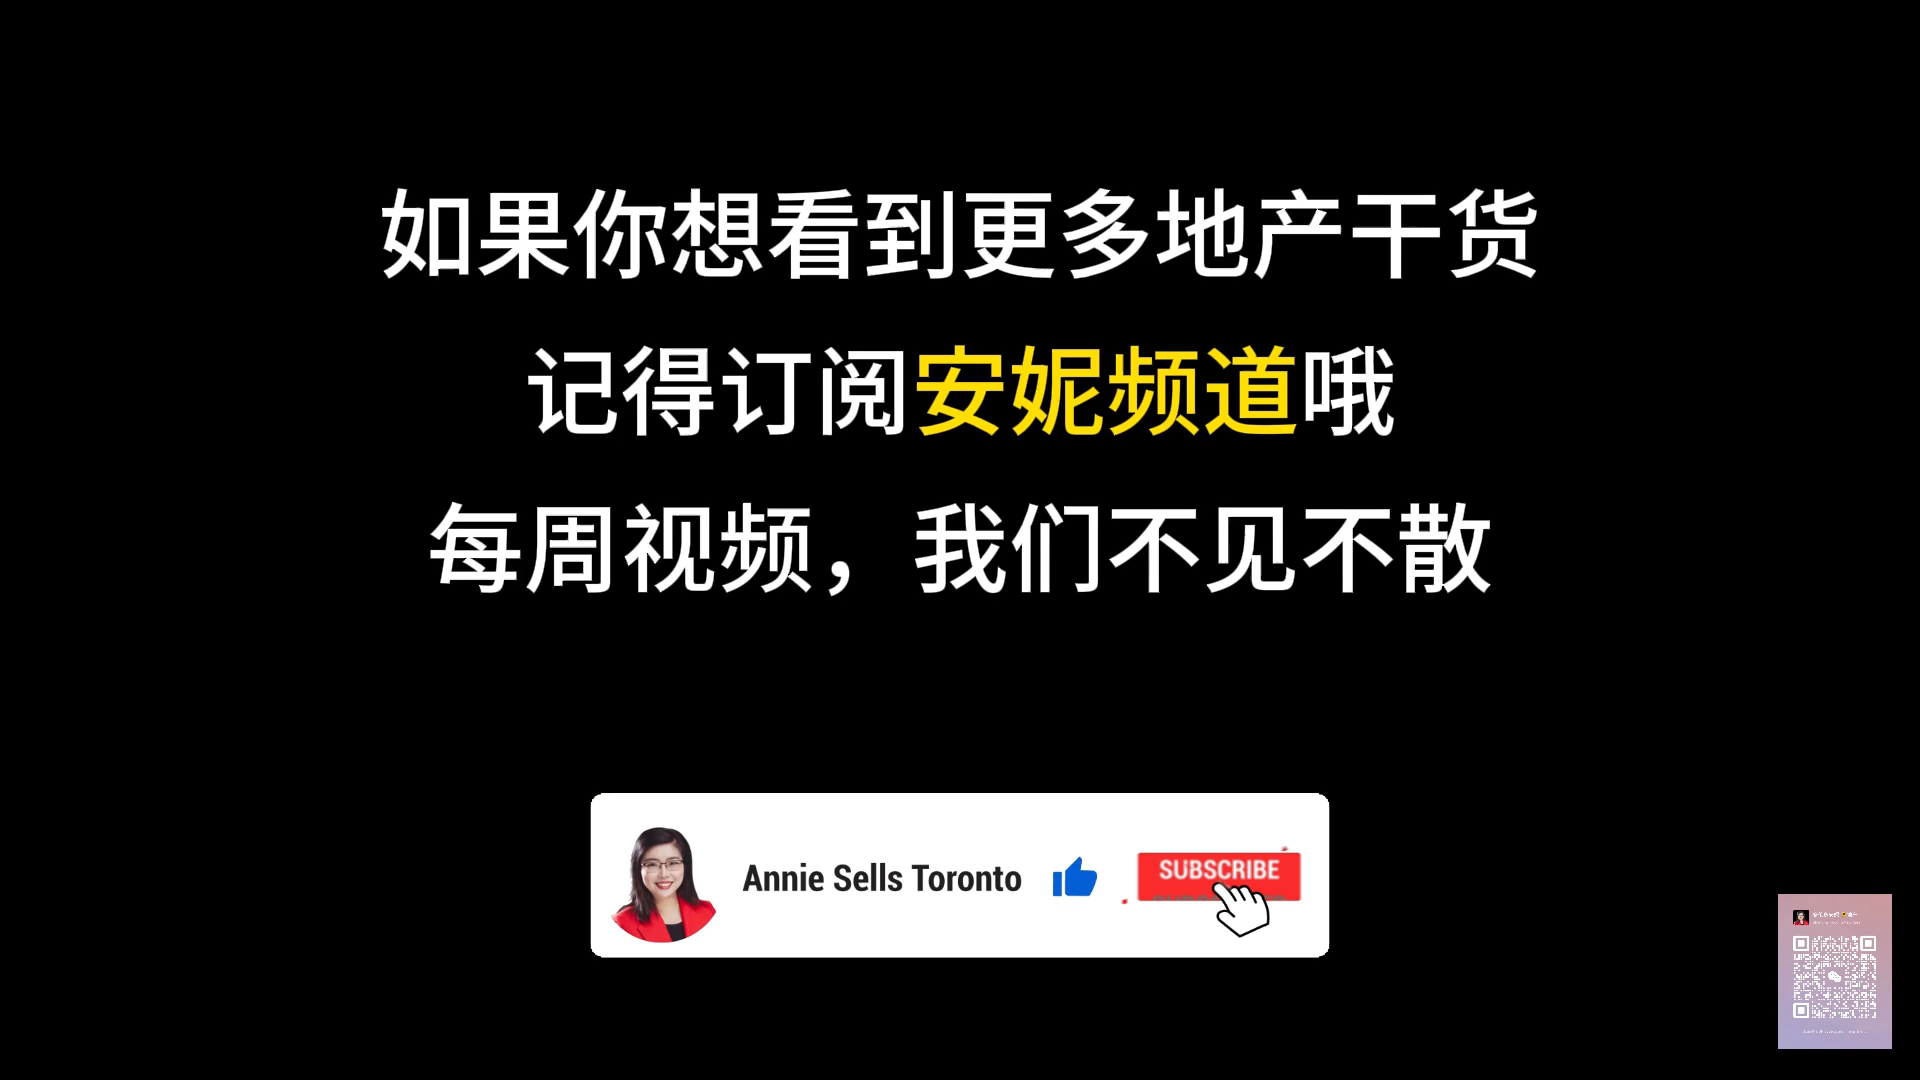 如果你想看到更多地产干货
记得订阅安妮频道哦
每周视频，我们不见不散
Annie Sells Toronto
SUBSCRIBE